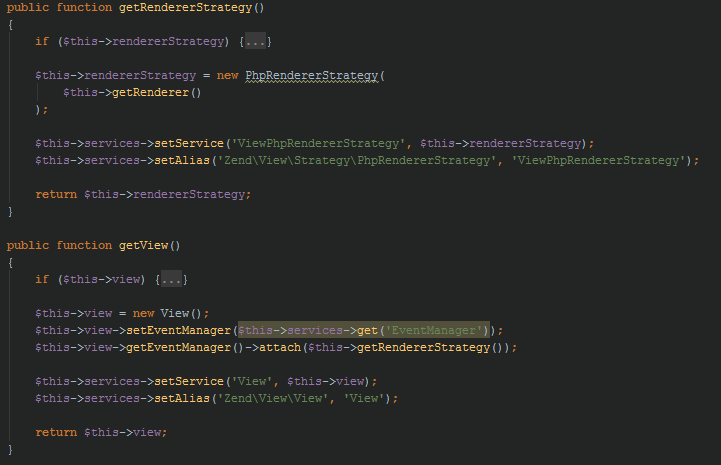 public function getRendererStrategy()
{
    if ($this->rendererStrategy) {...}

    $this->rendererStrategy = new PhpRendererStrategy(
        $this->getRenderer()
    );

    $this->services->setService('ViewPhpRendererStrategy', $this->rendererStrategy);
    $this->services->setAlias('Zend\View\Strategy\PhpRendererStrategy', 'ViewPhpRendererStrategy');

    return $this->rendererStrategy;
}

public function getView()
{
    if ($this->view) {...}

    $this->view = new View();
    $this->view->setEventManager($this->services->get('EventManager'));
    $this->view->getEventManager()->attach($this->getRendererStrategy());

    $this->services->setService('View', $this->view);
    $this->services->setAlias('Zend\View\View', 'View');

    return $this->view;
}